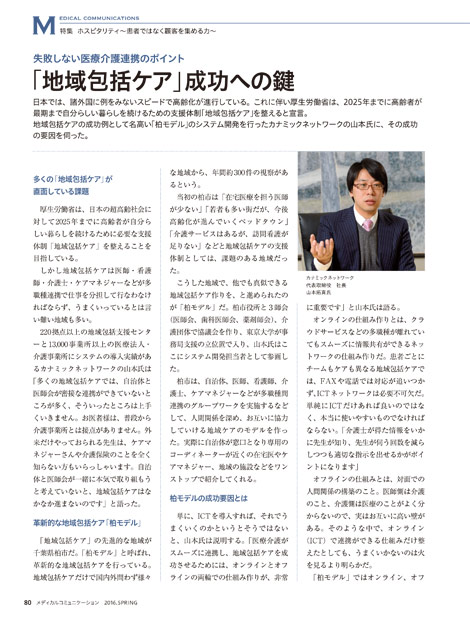 MEDICAL COMMUNICATIONS
特集 ホスピタリティ〜患者ではなく顧客を集める力〜
失敗しない医療介護連携のポイント
「地域包括ケア」成功への鍵
日本では、諸外国に例をみないスピードで高齢化が進行している。これに伴い厚生労働省は、2025年までに高齢者が
最期まで自分らしい暮らしを続けるための支援体制「地域包括ケア」を整えると宣言。
地域包括ケアの成功例として名高い「柏モデル」のシステム開発を行ったカナミックネットワークの山本氏に、その成功
の要因を伺った。
多くの「地域包括ケア」が
直面している課題
厚生労働省は、日本の超高齢社会に
対して2025年までに高齢者が自分ら
しい暮らしを続けるために必要な支援
体制「地域包括ケア」を整えることを
目指している。
しかし地域包括ケアは医師・看護
師・介護士・ケアマネジャーなどが多
職種連携で仕事を分担して行なわなけ
ればならず、うまくいっているとは言
い難い地域も多い。
220拠点以上の地域包括支援センタ
ーと13,000事業所以上の医療法人・
介護事業所にシステムの導入実績があ
るカナミックネットワークの山本氏は
「多くの地域包括ケアでは、自治体と
医師会が密接な連携ができていないと
ころが多く、そういったところは上手
くいきません。お医者様は、普段から
介護事業所とは接点がありません。外
来だけやっておられる先生は、ケアマ
ネジャーさんや介護保険のことを全く
知らない方もいらっしゃいます。自治
体と医師会が一緒に本気で取り組もう
と考えていないと、地域包括ケアはな
かなか進まないのです」と語った。
革新的な地域包括ケア「柏モデル」
「地域包括ケア」の先進的な地域が
千葉県柏市だ。「柏モデル」と呼ばれ、
革新的な地域包括ケアを行っている。
地域包括ケアだけで国内外問わず様々
な地域から、年間約300件の視察があ
るという。
当初の柏市は「在宅医療を担う医師
が少ない」「若者も多い街だが、今後
高齢化が進んでいくベッドタウン」
「介護サービスはあるが、訪問看護が
足りない」などと地域包括ケアの支援
体制としては、課題のある地域だっ
た。
こうした地域で、他でも真似できる
地域包括ケア作りを、と進められたの
が「柏モデル」だ。柏市役所と3師会
（医師会、歯科医師会、薬剤師会）、介
護団体で協議会を作り、東京大学が事
務局支援の立位置で入り、山本氏はこ
こにシステム開発担当者として参画し
た。
柏市は、自治体、医師、看護師、介
護士、ケアマネジャーなどが多職種間
連携のグループワークを実施するなど
して、人間関係を深め、お互いに協力
していける地域ケアのモデルを作っ
た。実際に自治体が窓口となり専用の
コーディネーターが近くの在宅医やケ
アマネジャー、地域の施設などをワン
ストップで紹介してくれる。
柏モデルの成功要因とは
単に、ICTを導入すれば、それでう
まくいくのかというとそうではない
と、山本氏は説明する。「医療介護が
スムーズに連携し、地域包括ケアを成
功させるためには、オンラインとオフ
ラインの両輪での仕組み作りが、非常
カナミックネットワーク
代表取締役 社長
山本拓真氏
に重要です」と山本氏は語る。
オンラインの仕組み作りとは、クラ
ウドサービスなどの多職種が離れてい
てもスムーズに情報共有ができるネッ
トワークの仕組み作りだ。患者ごとに
チームもケアも異なる地域包括ケアで
は、FAXや電話では対応が追いつか
ず、ICTネットワークは必要不可欠だ。
単純にICTだけあれば良いのではな
く、本当に使いやすいものでなければ
ならない。「介護士が得た情報をいか
に先生が知り、先生が伺う回数を減ら
しつつも適切な指示を出せるかがポイ
ントになります」
オフラインの仕組みとは、対面での
人間関係の構築のこと。医師側は介護
のこと、介護側は医療のことがよく分
からないので、実はお互いに高い壁が
ある。そのような中で、オンライン
（ICT）で連携ができる仕組みだけ整
えたとしても、うまくいかないのは火
を見るより明らかだ。
「柏モデル」ではオンライン、オフ
80 メディカルコミュニケーション 2016.SPRING